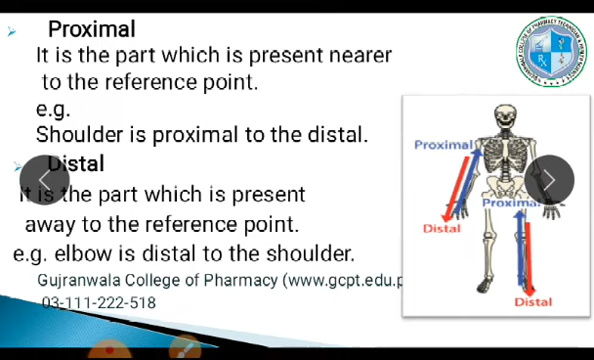 Proximal
It is the part which is present nearer
to the reference point.
e.g.
Shoulder is proximal to the distal.
Distal
It is the part which is present
away to the reference point.
e.g. elbow is distal to the shoulder.
Gujranwala College of Pharmacy (www.gcpt.edu.p
03-111-222-518
Proximal
Distal
Proximal
Distal